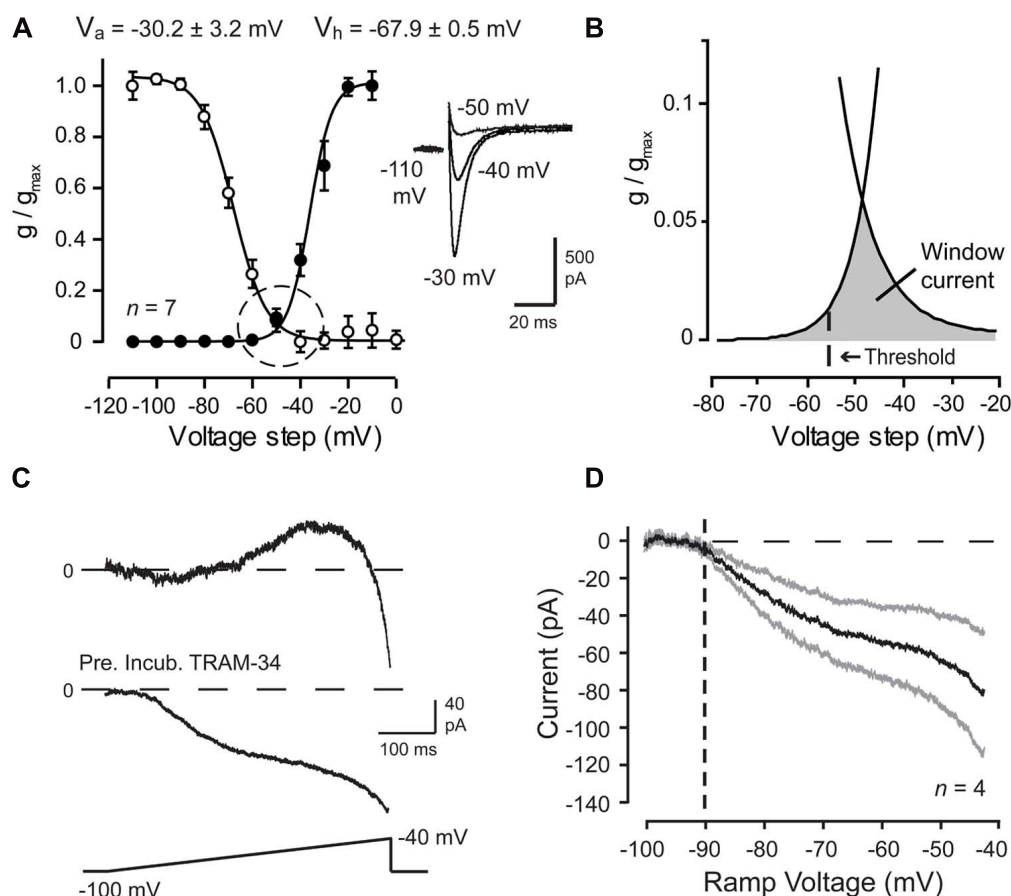 A
Va = -30.2 ± 3.2 mV
Vh = -67.9 ± 0.5 mV
g / gmax
1.0
0.8
0.6
0.4
0.2
0
n = 7
-120 -100 -80 -60 -40 -20 0
Voltage step (mV)
-50 mV
-110 mV
-40 mV
-30 mV
500 pA
20 ms
B
g / gmax
0.1
0.05
0
Window current
←Threshold
-80 -70 -60 -50 -40 -30 -20
Voltage step (mV)
C
0
Pre. Incub. TRAM-34
0
40 pA
100 ms
-40 mV
-100 mV
D
Current (pA)
0
-20
-40
-60
-80
-100
-120
-140
n = 4
-100 -90 -80 -70 -60 -50 -40
Ramp Voltage (mV)